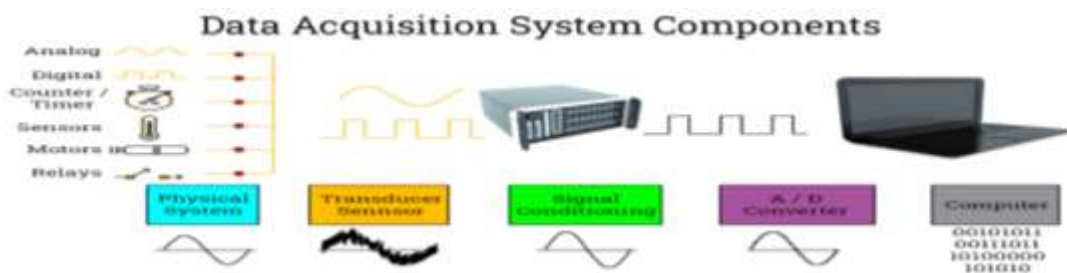 Data Acquisition System Components
Analog
Digital
Counter /
Timer
Sensors
Motors
Relays
Physical
System
Transducer
Sennsor
Signal
Conditioning
A / D
Converter
Computer
00101011
00111011
10100000
101010